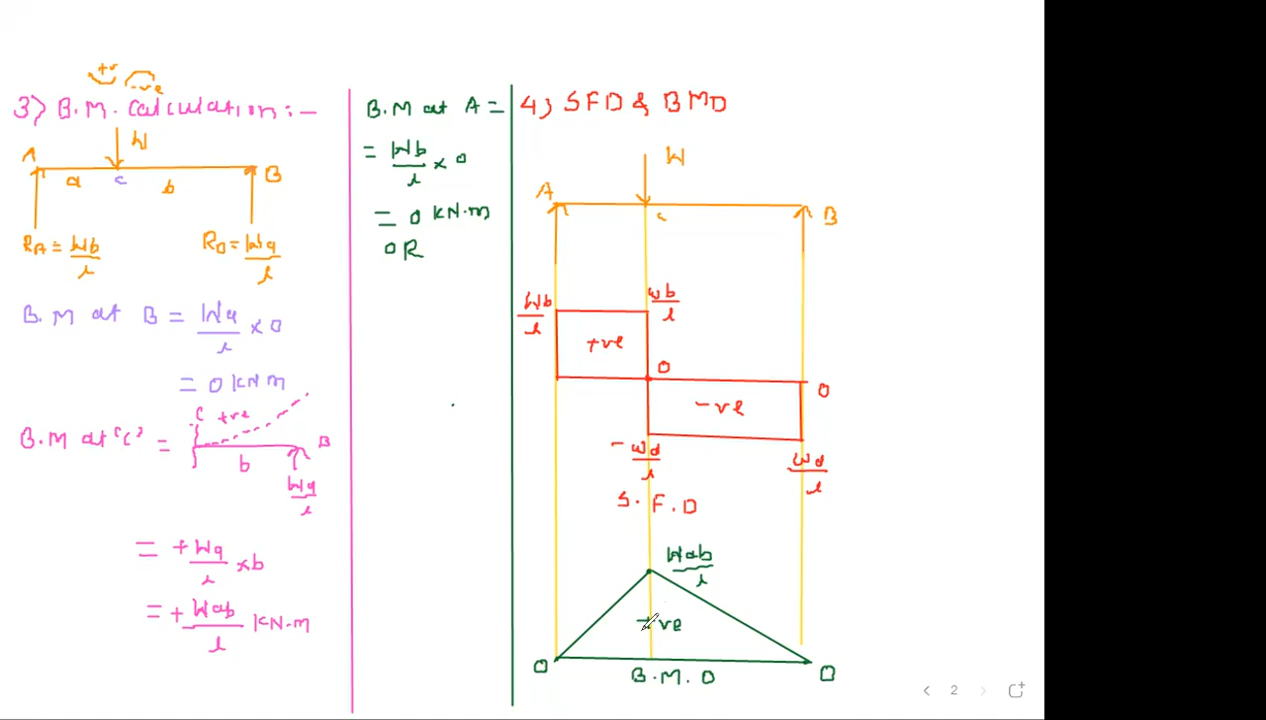 +ve
-ve
3) B.M. Calculation:-
W
A
B
a
c
b
RA = Wb/l
RB = Wa/l
B.M at B = Wa/l × 0
= 0 kN m
B.M at 'C' =
C
+ve
B
b
Wa/l
= + Wa/l × b
= + Wab/l kN.m
B.M at A =
= Wb/l × 0
= 0 kN.m
OR
4) SFD & BMD
W
A
c
B
Wb/l
wb/l
+ve
0
0
-ve
- wa/l
wa/l
S.F.D
Wab/l
+ve
0
0
B.M.D
2